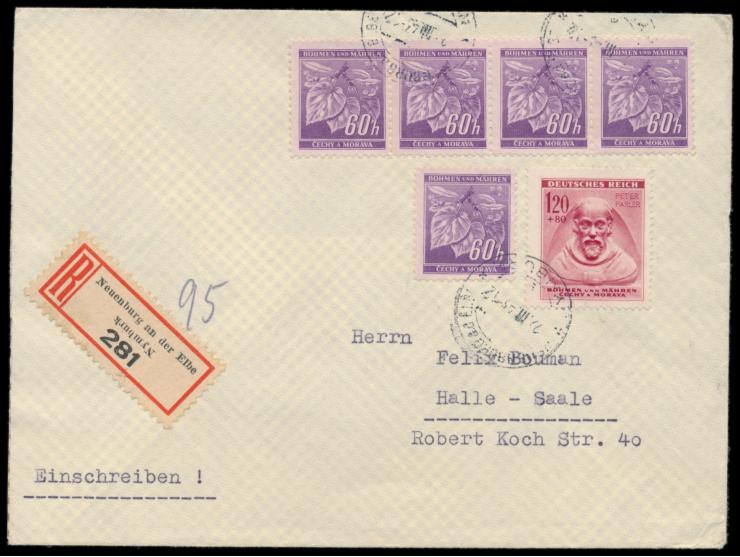 BÖHMEN UND MÄHREN
60h
ČECHY A MORAVA
BÖHMEN UND MÄHREN
60h
ČECHY A MORAVA
BÖHMEN UND MÄHREN
60h
ČECHY A MORAVA
BÖHMEN UND MÄHREN
60h
ČECHY A MORAVA
BÖHMEN UND MÄHREN
60h
ČECHY A MORAVA
DEUTSCHES REICH
1.20
+80
PETER
PARLER
BÖHMEN UND MÄHREN
ČECHY A MORAVA
R
Neuenburg an der Elbe
Nymburk
281
95
Herrn
Felix Bouman
Halle - Saale
Robert Koch Str. 40
Einschreiben !